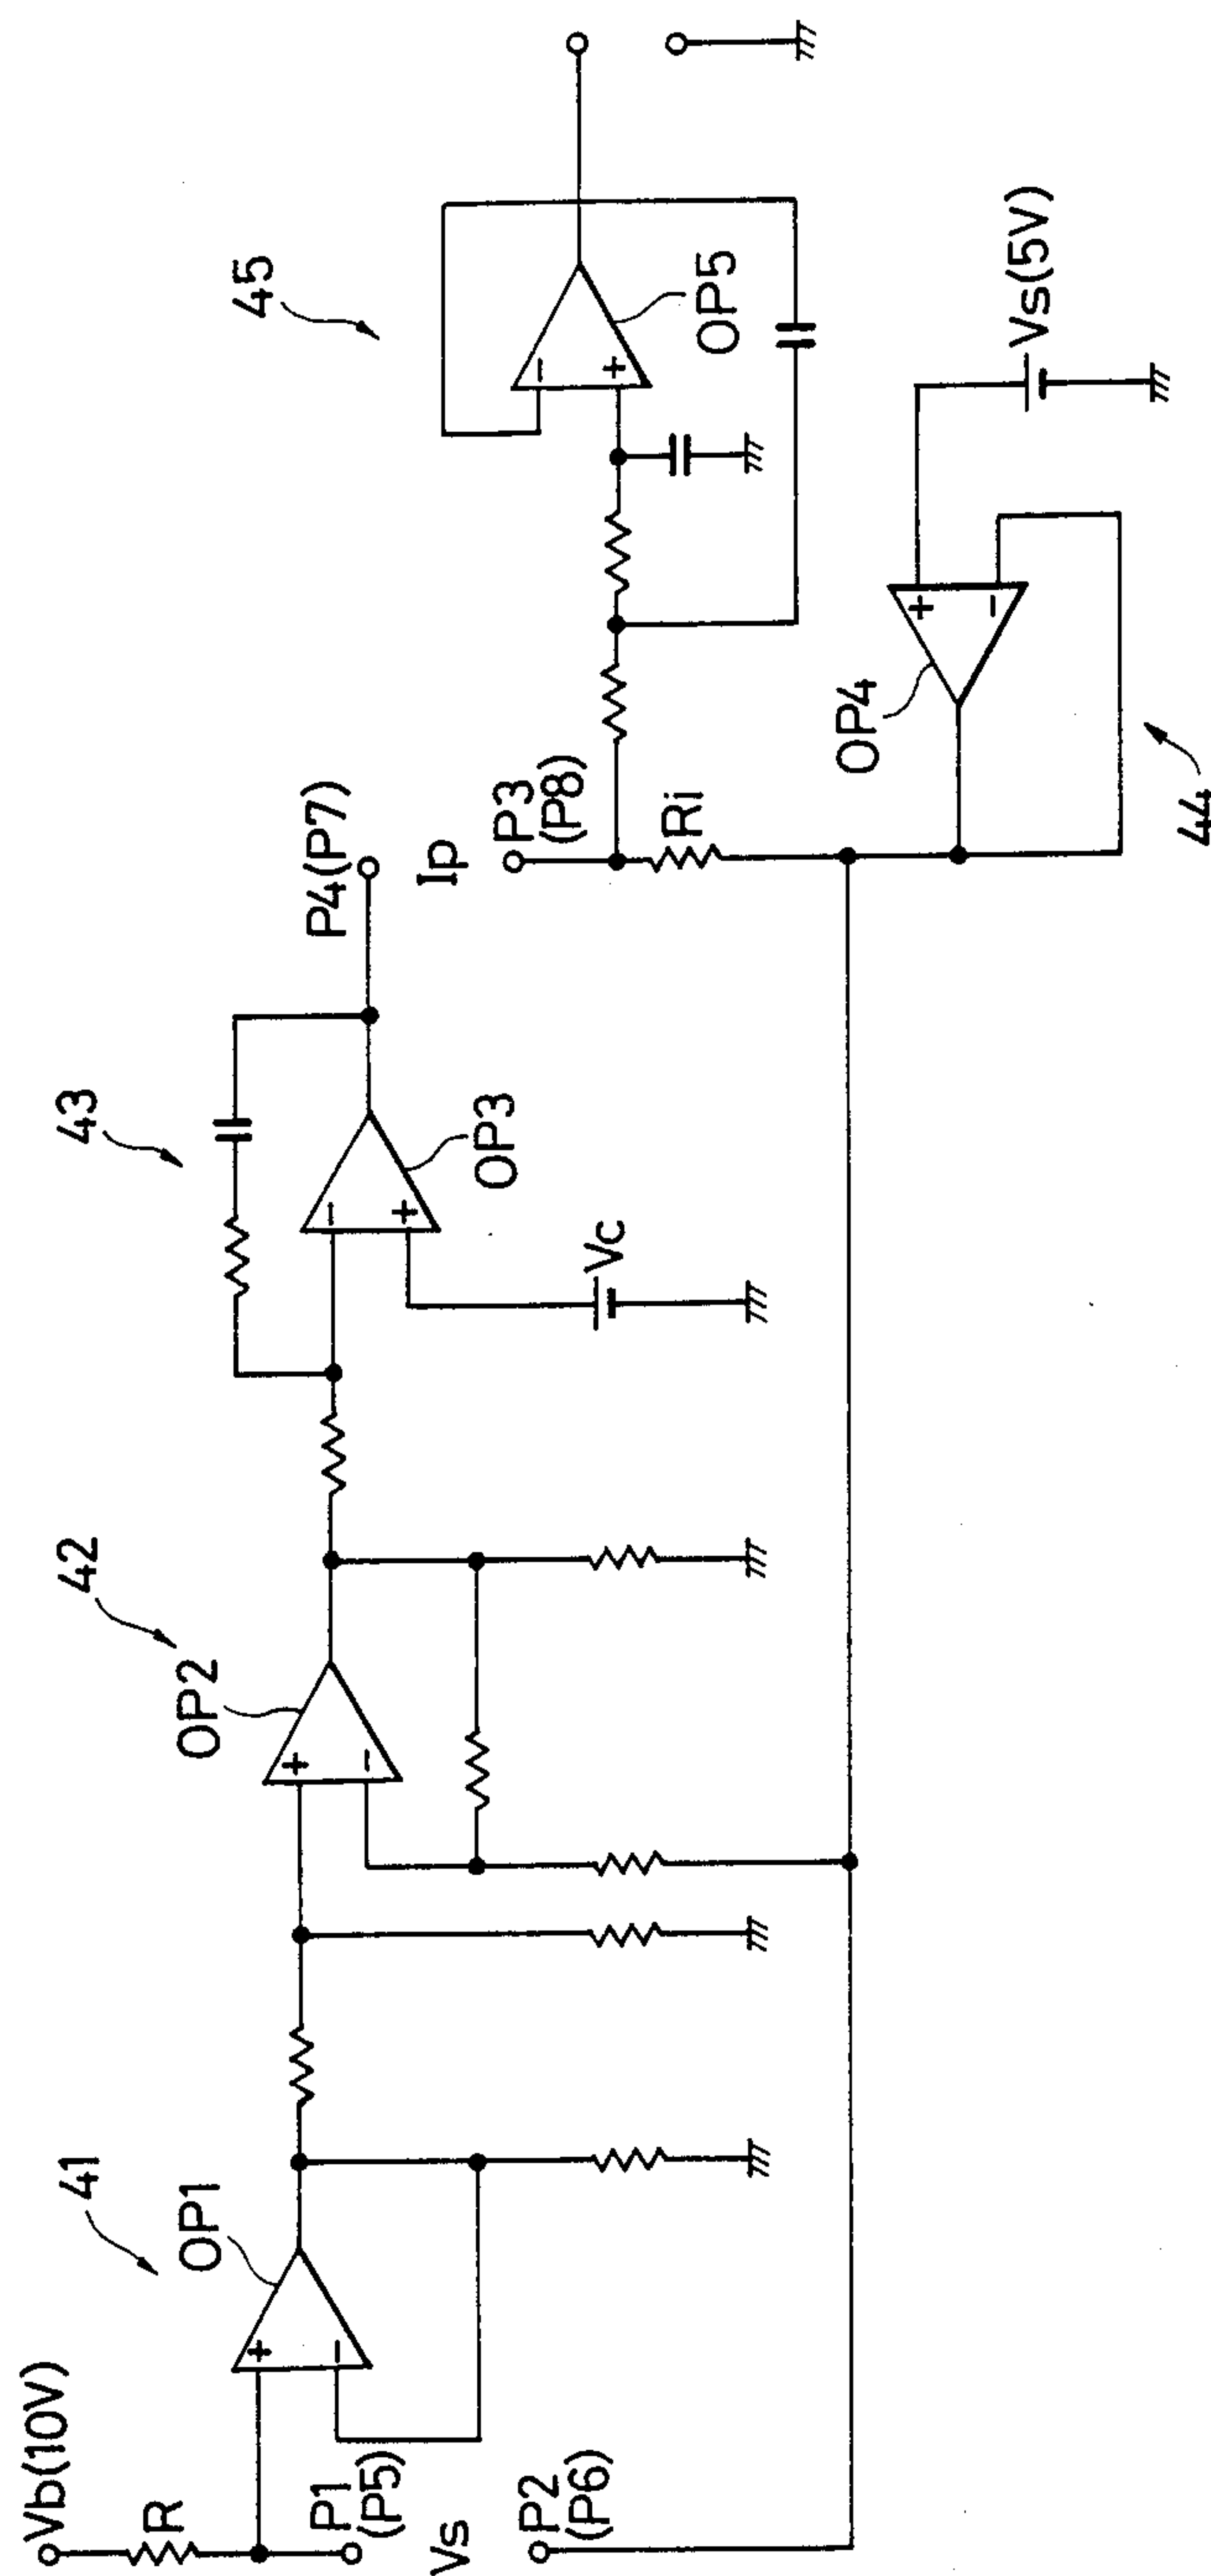 Vb(10V)
R
P1
(P5)
Vs
P2
(P6)
41
OP1
+
−
42
OP2
+
−
43
OP3
−
+
Vc
P4(P7)
Ip
P3
(P8)
Ri
45
OP5
−
+
OP4
+
−
44
Vs(5V)